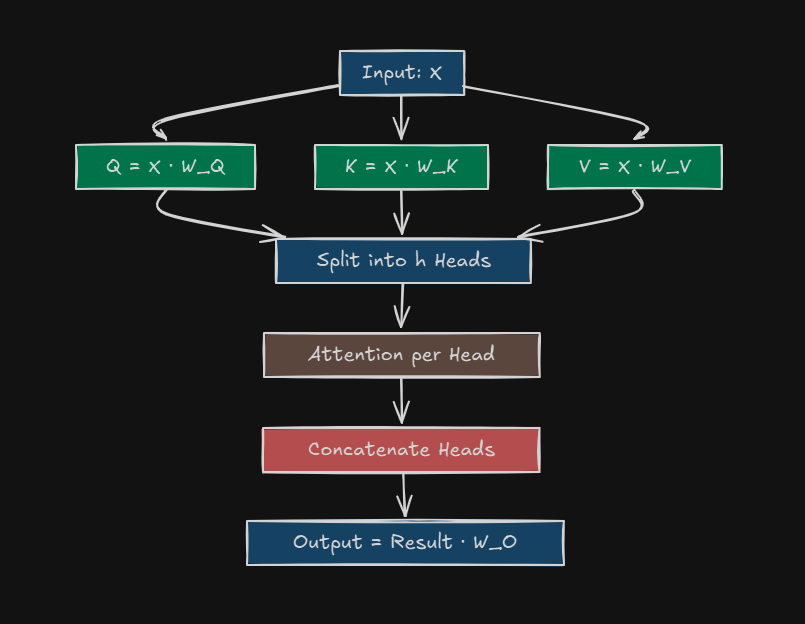 Input: X
Q = X · W_Q
K = X · W_K
V = X · W_V
Split into h Heads
Attention per Head
Concatenate Heads
Output = Result · W_O